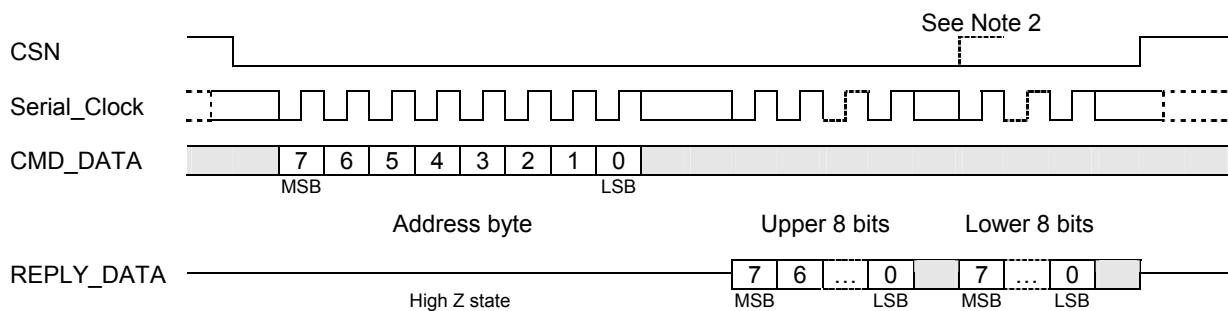 See Note 2
CSN
Serial_Clock
CMD_DATA 7 6 5 4 3 2 1 0
MSB LSB
Address byte Upper 8 bits Lower 8 bits
REPLY_DATA 7 6 … 0 7 … 0
High Z state MSB LSB MSB LSB